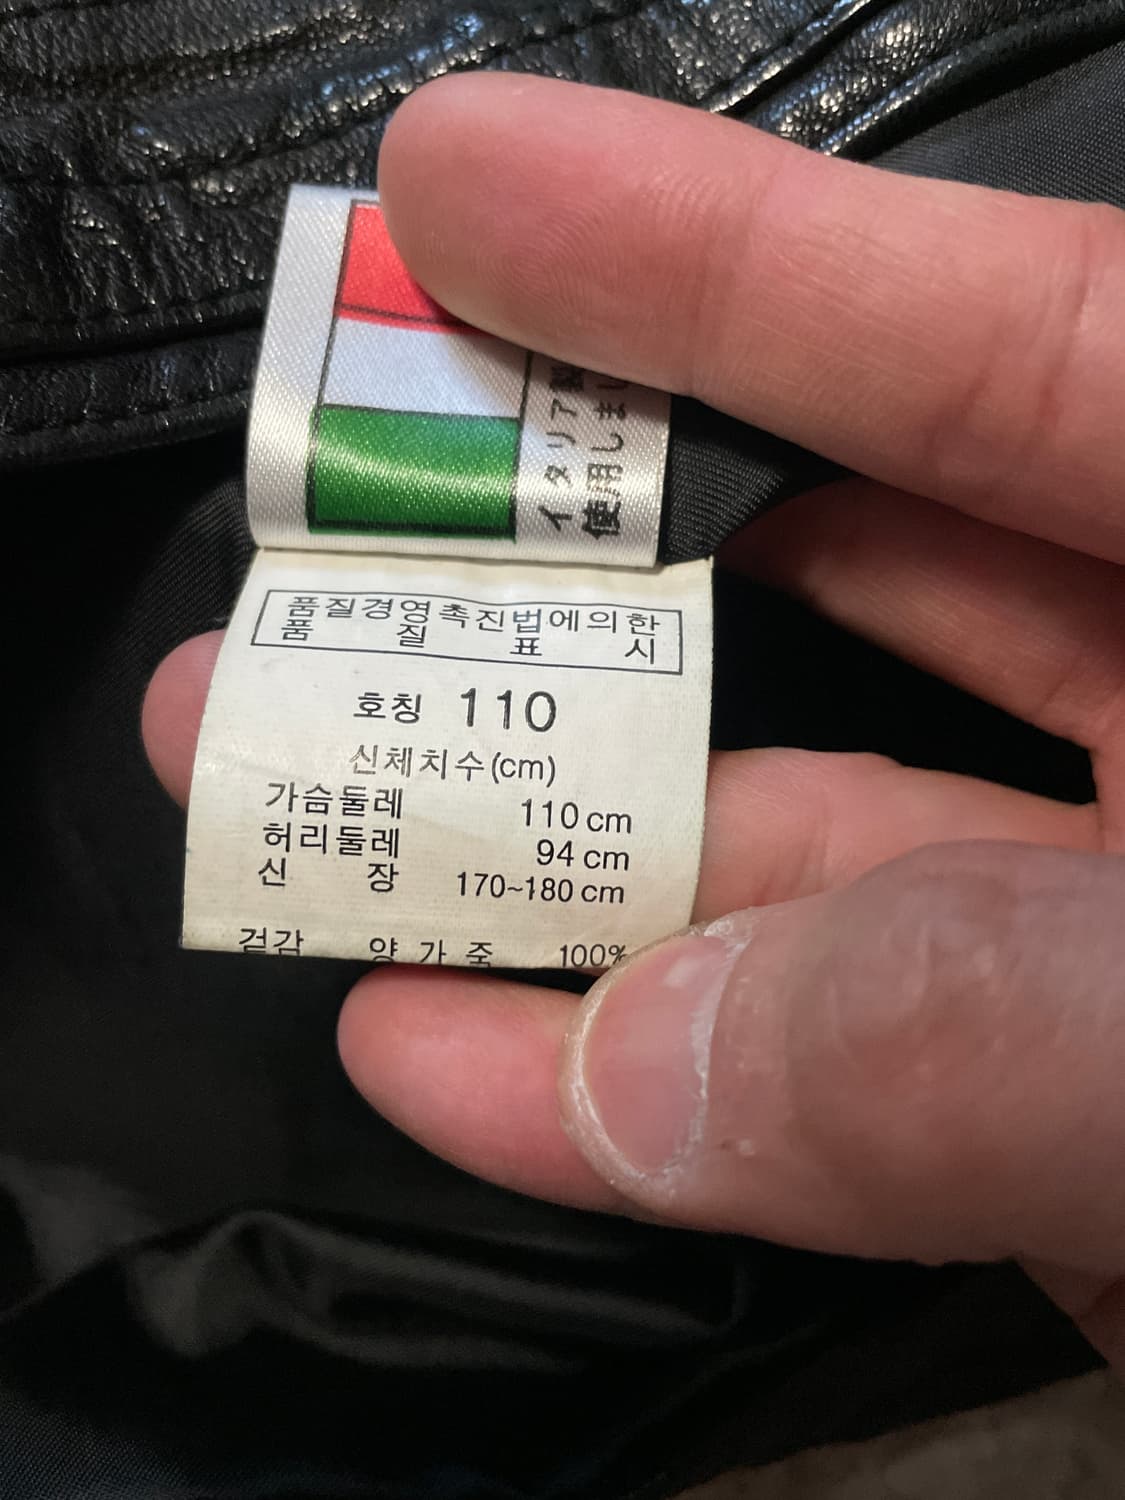 イタリア製
使用しまし
품질경영촉진법에의한
품 질 표 시
호칭 110
신체치수(cm)
가슴둘레 110 cm
허리둘레 94 cm
신 장 170~180 cm
겉감 양가죽 100%